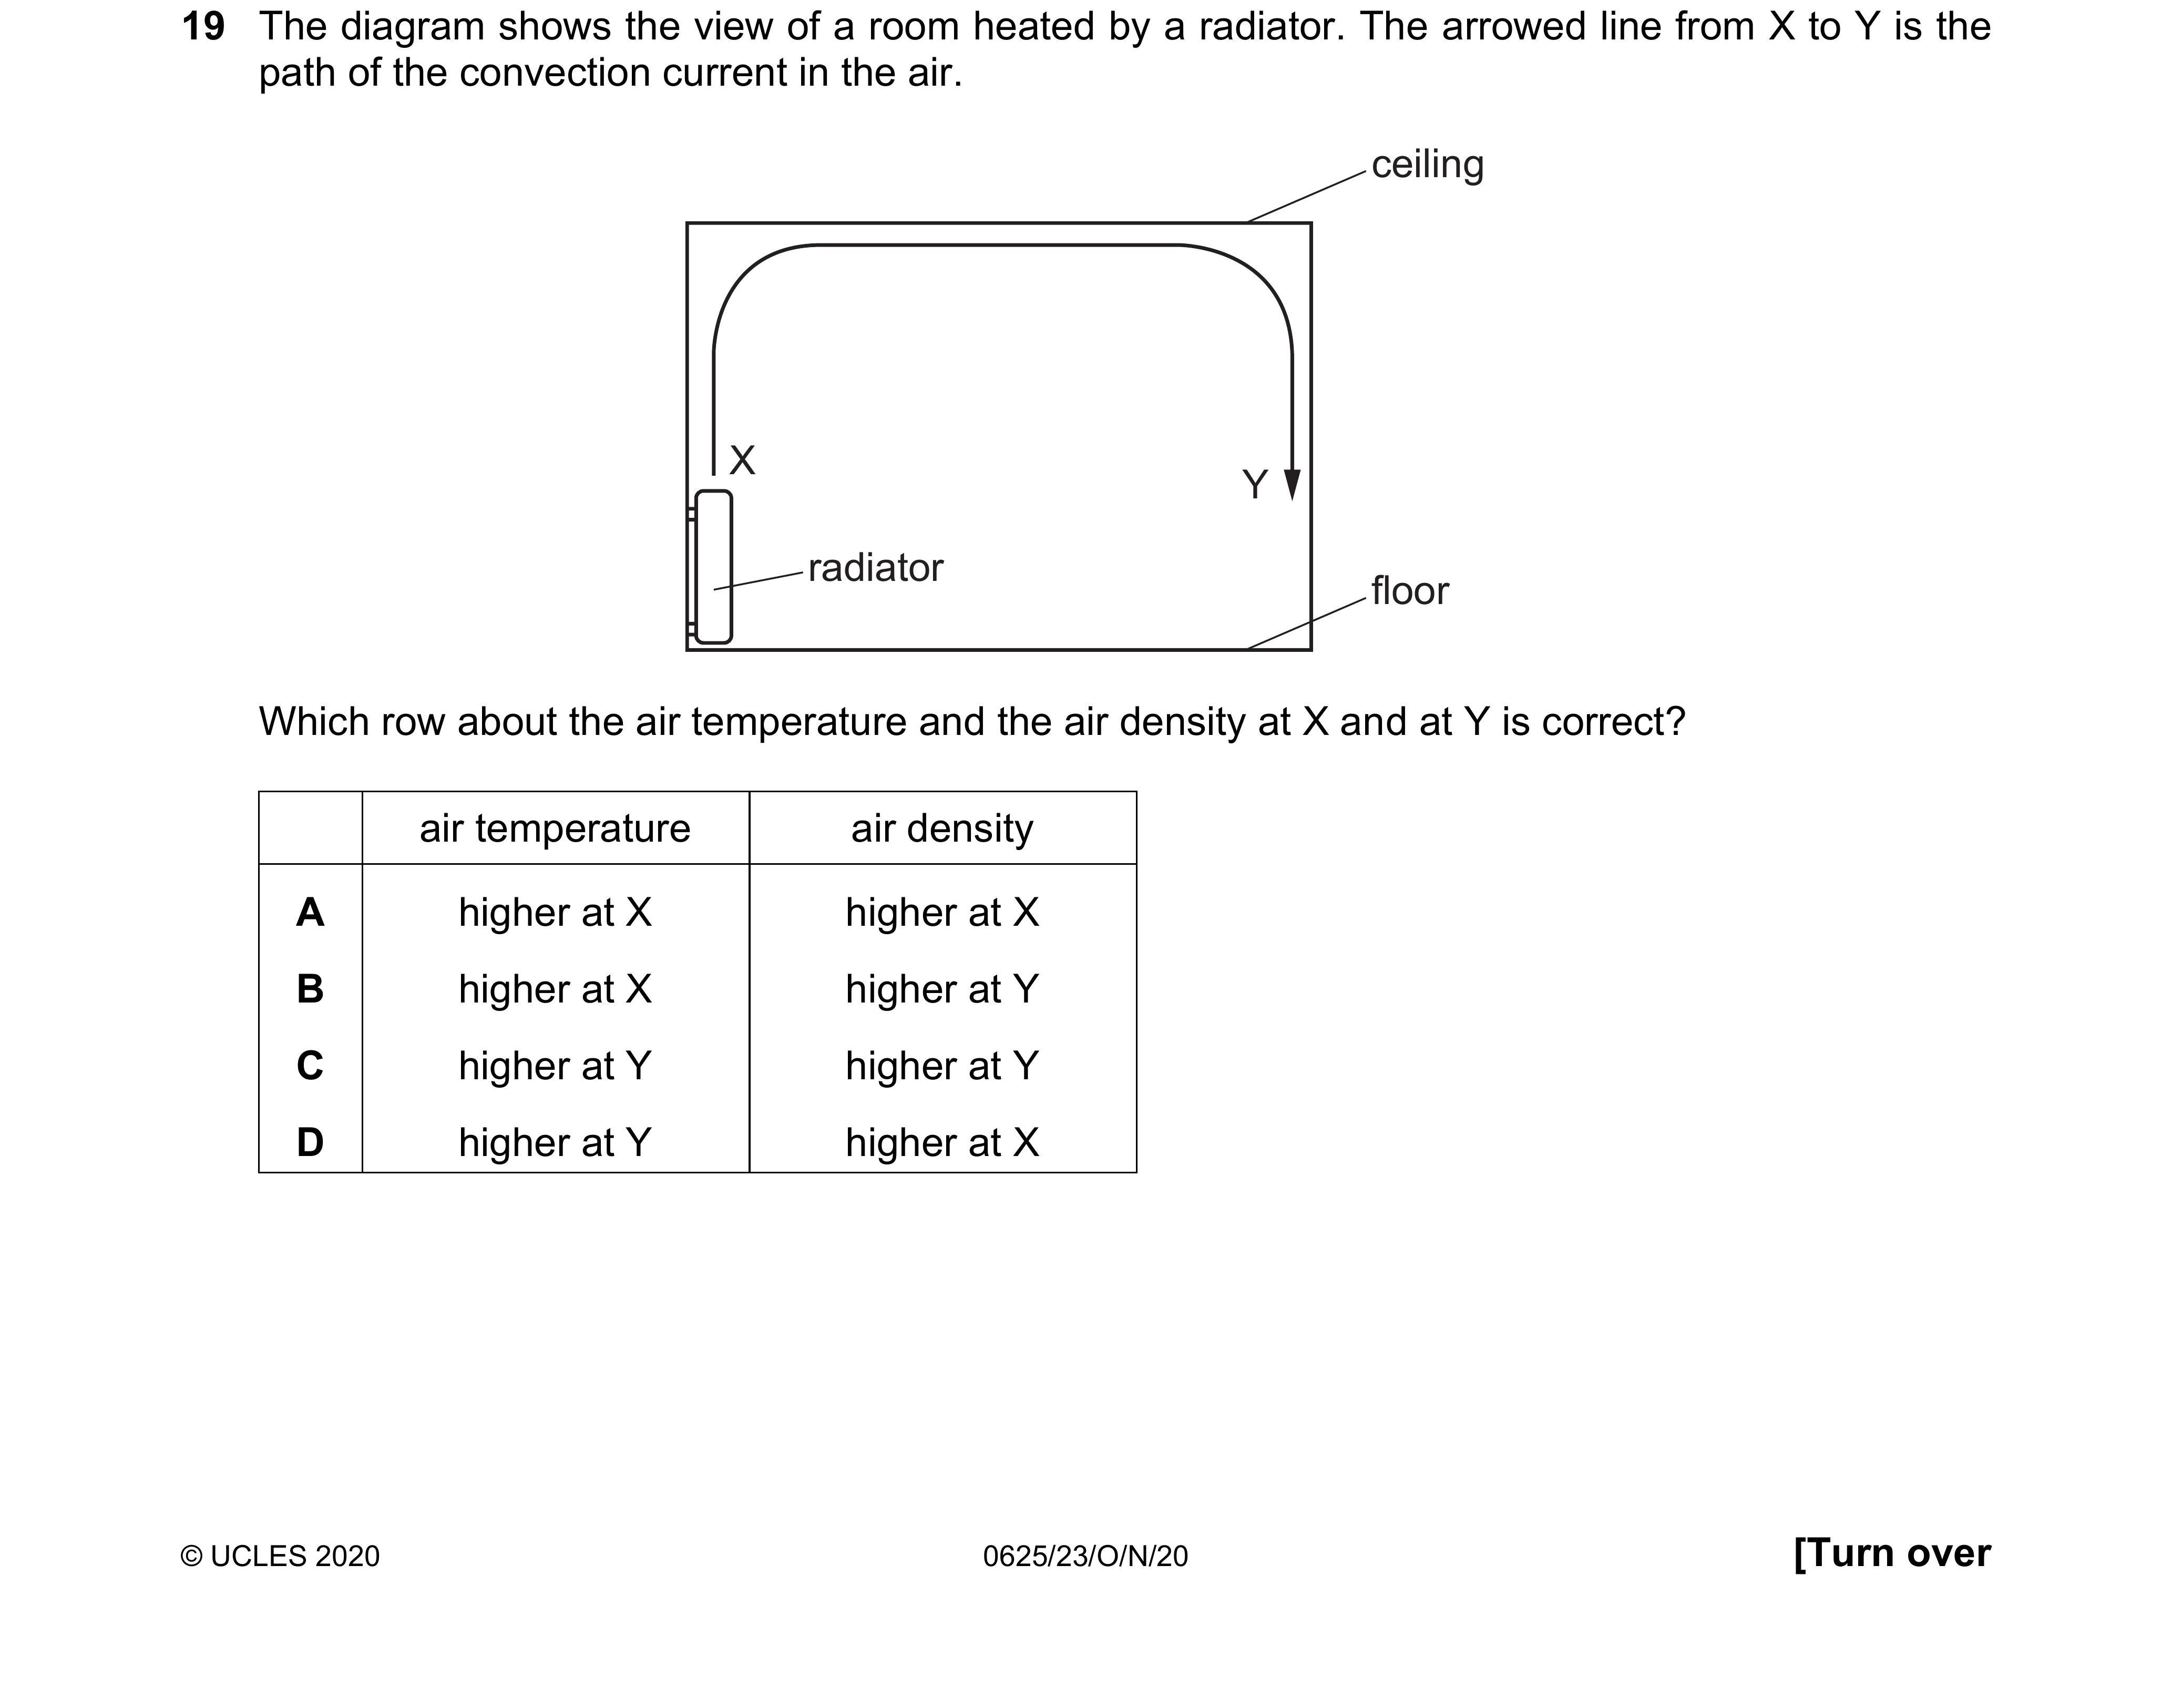 19 The diagram shows the view of a room heated by a radiator. The arrowed line from X to Y is the
path of the convection current in the air.
ceiling
X
Y
radiator
floor
Which row about the air temperature and the air density at X and at Y is correct?
air temperature air density
A higher at X higher at X
B higher at X higher at Y
C higher at Y higher at Y
D higher at Y higher at X
© UCLES 2020 0625/23/O/N/20 [Turn over